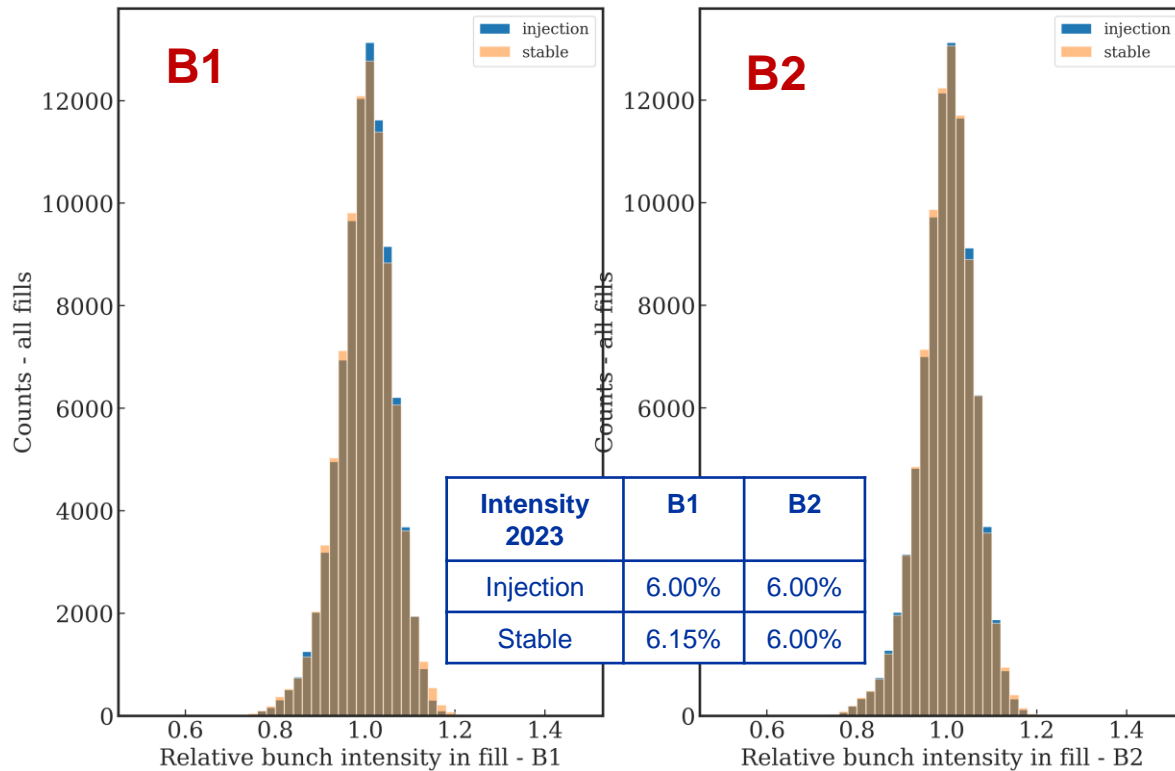 B1
injection
stable
12000
10000
8000
6000
4000
2000
0
Counts - all fills
0.6
0.8
1.0
1.2
1.4
Relative bunch intensity in fill - B1
B2
injection
stable
12000
10000
8000
6000
4000
2000
0
Counts - all fills
0.6
0.8
1.0
1.2
1.4
Relative bunch intensity in fill - B2
Intensity
2023
B1
B2
Injection
6.00%
6.00%
Stable
6.15%
6.00%